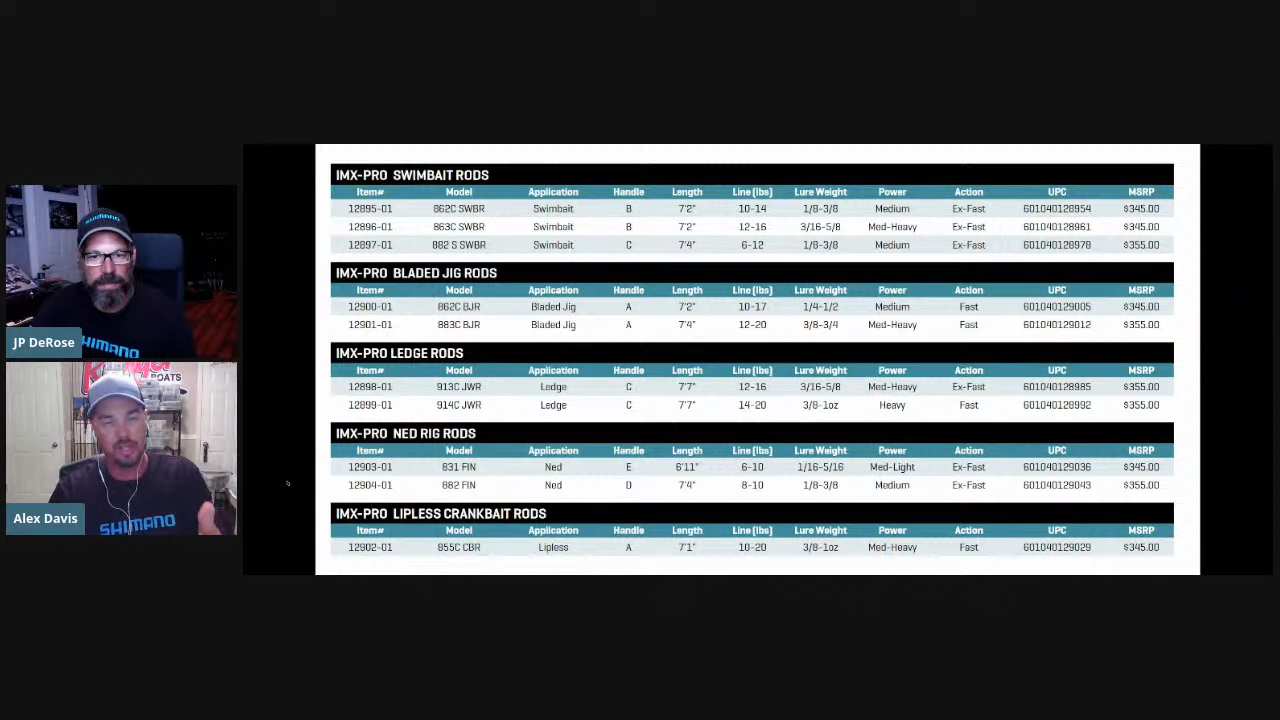 SHIMANO
SHIMANO
JP DeRose
BOATS
SHIMANO
Alex Davis
IMX-PRO SWIMBAIT RODS
Item# Model Application Handle Length Line (lbs) Lure Weight Power Action UPC MSRP
12895-01 862C SWBR Swimbait B 7'2" 10-14 1/8-3/8 Medium Ex-Fast 601040128954 $345.00
12896-01 863C SWBR Swimbait B 7'2" 12-16 3/16-5/8 Med-Heavy Ex-Fast 601040128961 $345.00
12897-01 882 S SWBR Swimbait C 7'4" 6-12 1/8-3/8 Medium Ex-Fast 601040128978 $355.00
IMX-PRO BLADED JIG RODS
Item# Model Application Handle Length Line (lbs) Lure Weight Power Action UPC MSRP
12900-01 862C BJR Bladed Jig A 7'2" 10-17 1/4-1/2 Medium Fast 601040129005 $345.00
12901-01 883C BJR Bladed Jig A 7'4" 12-20 3/8-3/4 Med-Heavy Fast 601040129012 $355.00
IMX-PRO LEDGE RODS
Item# Model Application Handle Length Line (lbs) Lure Weight Power Action UPC MSRP
12898-01 913C JWR Ledge C 7'7" 12-16 3/16-5/8 Med-Heavy Ex-Fast 601040128985 $355.00
12899-01 914C JWR Ledge C 7'7" 14-20 3/8-1oz Heavy Fast 601040128992 $355.00
IMX-PRO NED RIG RODS
Item# Model Application Handle Length Line (lbs) Lure Weight Power Action UPC MSRP
12903-01 831 FIN Ned E 6'11" 6-10 1/16-5/16 Med-Light Ex-Fast 601040129036 $345.00
12904-01 882 FIN Ned D 7'4" 8-10 1/8-3/8 Medium Ex-Fast 601040129043 $355.00
IMX-PRO LIPLESS CRANKBAIT RODS
Item# Model Application Handle Length Line (lbs) Lure Weight Power Action UPC MSRP
12902-01 855C CBR Lipless A 7'1" 10-20 3/8-1oz Med-Heavy Fast 601040129029 $345.00